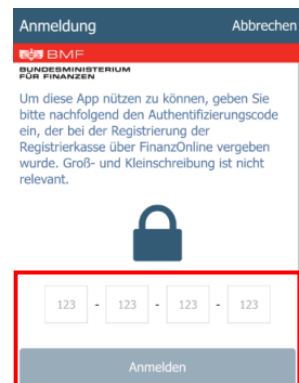 Anmeldung Abbrechen
BMF
BUNDESMINISTERIUM
FÜR FINANZEN
Um diese App nützen zu können, geben Sie
bitte nachfolgend den Authentifizierungscode
ein, der bei der Registrierung der
Registrierkasse über FinanzOnline vergeben
wurde. Groß- und Kleinschreibung ist nicht
relevant.
123 - 123 - 123 - 123
Anmelden